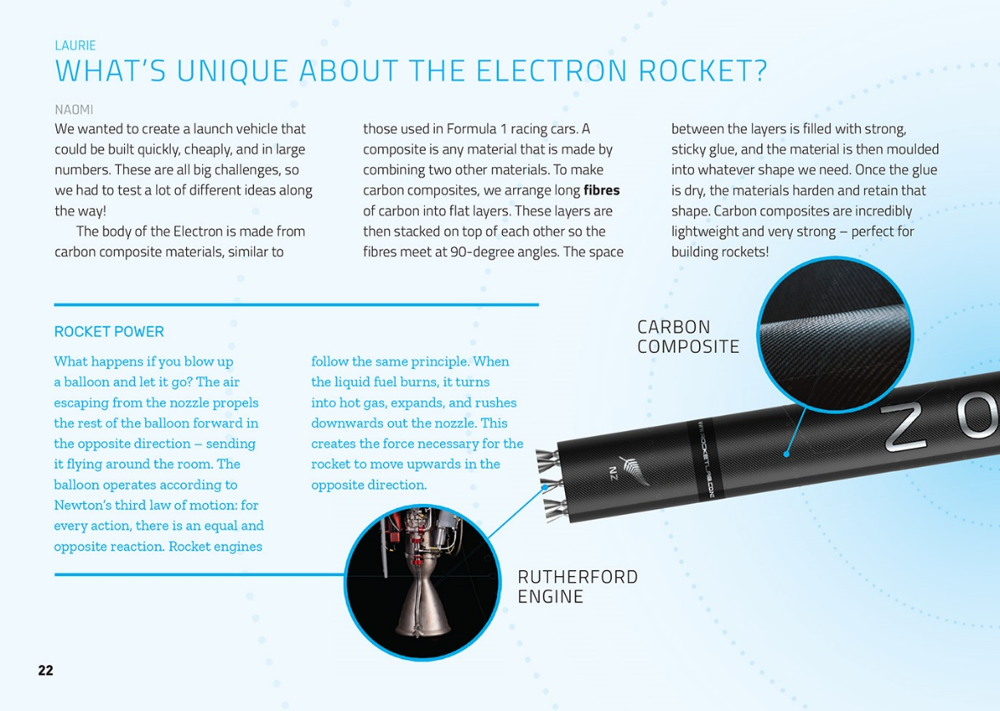 LAURIE
WHAT'S UNIQUE ABOUT THE ELECTRON ROCKET?
NAOMI
We wanted to create a launch vehicle that
could be built quickly, cheaply, and in large
numbers. These are all big challenges, so
we had to test a lot of different ideas along
the way!
The body of the Electron is made from
carbon composite materials, similar to
those used in Formula 1 racing cars. A
composite is any material that is made by
combining two other materials. To make
carbon composites, we arrange long fibres
of carbon into flat layers. These layers are
then stacked on top of each other so the
fibres meet at 90-degree angles. The space
between the layers is filled with strong,
sticky glue, and the material is then moulded
into whatever shape we need. Once the glue
is dry, the materials harden and retain that
shape. Carbon composites are incredibly
lightweight and very strong – perfect for
building rockets!
ROCKET POWER
What happens if you blow up
a balloon and let it go? The air
escaping from the nozzle propels
the rest of the balloon forward in
the opposite direction – sending
it flying around the room. The
balloon operates according to
Newton's third law of motion: for
every action, there is an equal and
opposite reaction. Rocket engines
follow the same principle. When
the liquid fuel burns, it turns
into hot gas, expands, and rushes
downwards out the nozzle. This
creates the force necessary for the
rocket to move upwards in the
opposite direction.
CARBON
COMPOSITE
NZ
WWW.ROCKETLAB.COM
Z O
RUTHERFORD
ENGINE
22